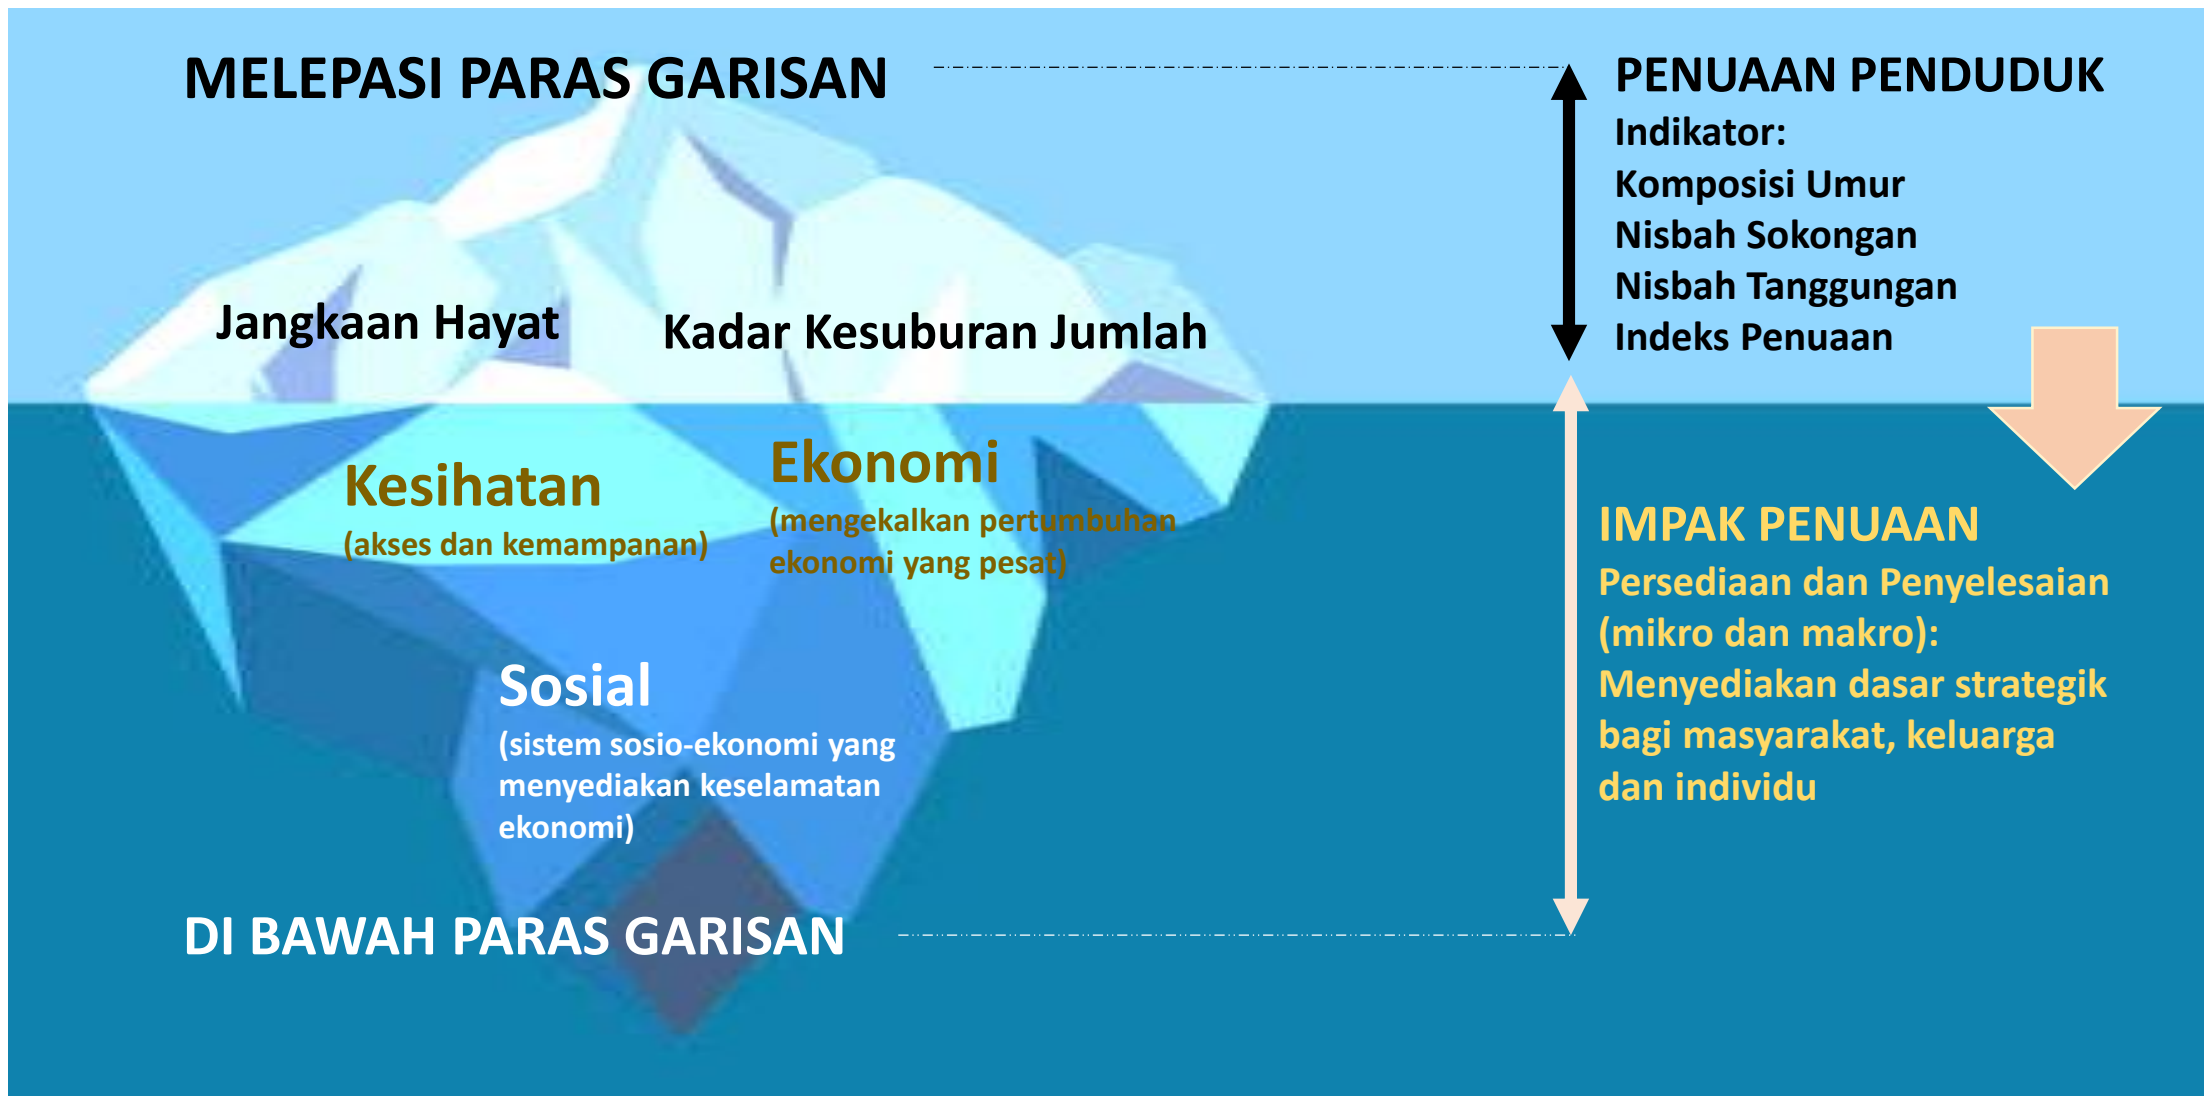 MELEPASI PARAS GARISAN
Jangkaan Hayat
Kadar Kesuburan Jumlah
PENUAAN PENDUDUK
Indikator:
Komposisi Umur
Nisbah Sokongan
Nisbah Tanggungan
Indeks Penuaan
Kesihatan
(akses dan kemampanan)
Ekonomi
(mengekalkan pertumbuhan
ekonomi yang pesat)
Sosial
(sistem sosio-ekonomi yang
menyediakan keselamatan
ekonomi)
DI BAWAH PARAS GARISAN
IMPAK PENUAAN
Persediaan dan Penyelesaian
(mikro dan makro):
Menyediakan dasar strategik
bagi masyarakat, keluarga
dan individu